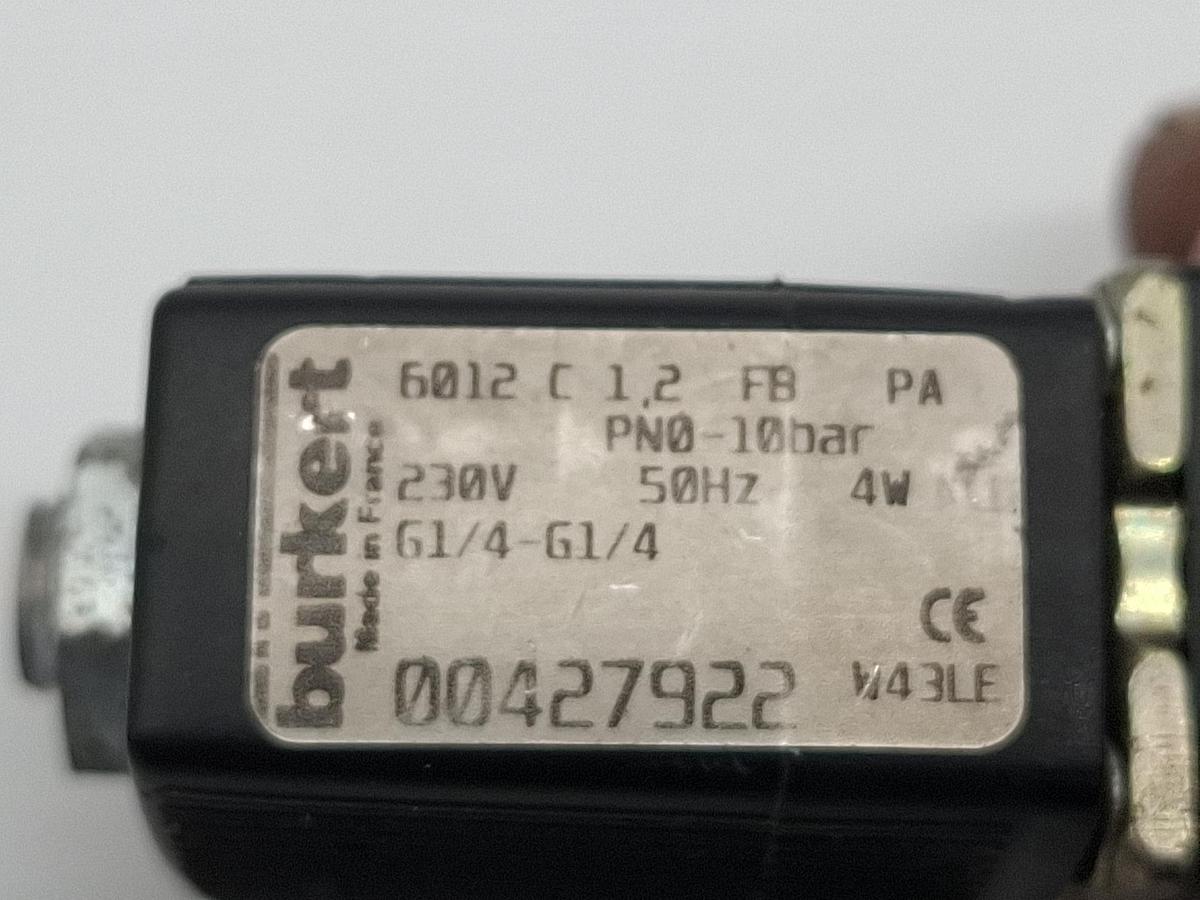 burkert
Made in France
6012 C 1,2 FB PA
PN0-10bar
230V 50Hz 4W
G1/4-G1/4
CE
00427922 W43LE